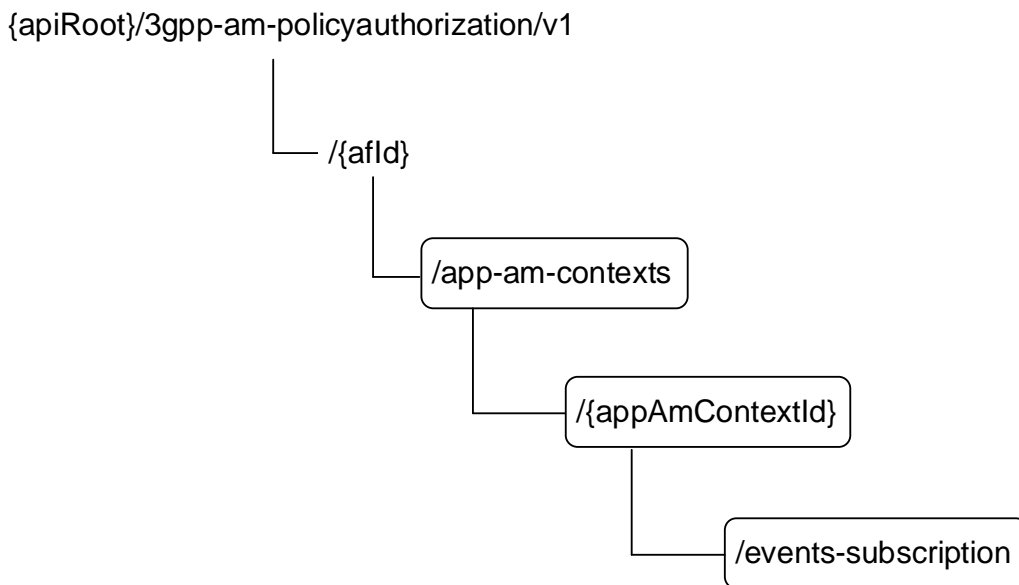 {apiRoot}/3gpp-am-policyauthorization/v1
/{afId}
/app-am-contexts
/{appAmContextId}
/events-subscription